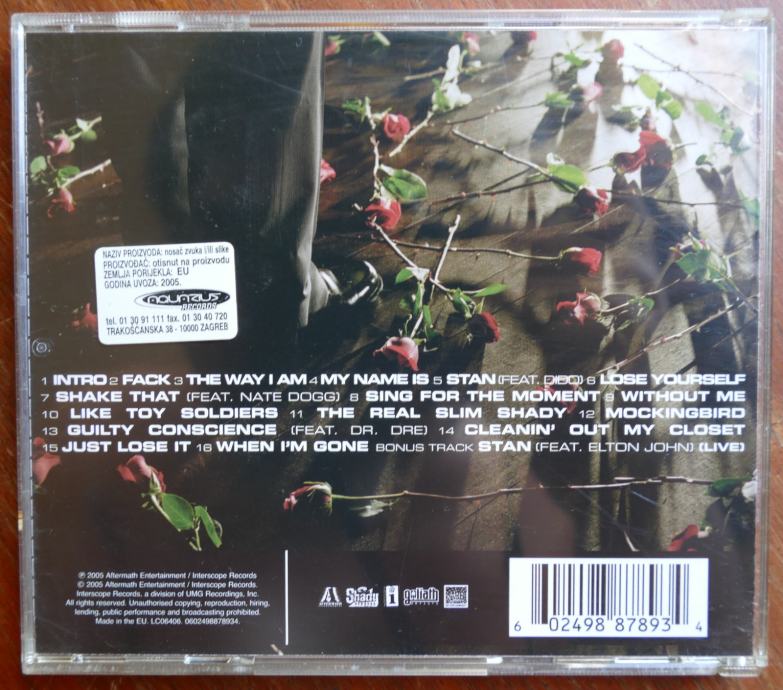 NAZIV PROIZVODA: nosač zvuka i/ili slike
PROIZVOĐAČ: otisnut na proizvodu
ZEMLJA PORIJEKLA: EU
GODINA UVOZA: 2005.
AQUARIUS
RECORDS
tel. 01 30 91 111 fax. 01 30 40 720
TRAKOŠĆANSKA 38 - 10000 ZAGREB
1 INTRO 2 FACK 3 THE WAY I AM 4 MY NAME IS 5 STAN (FEAT. DIDO) 6 LOSE YOURSELF
7 SHAKE THAT (FEAT. NATE DOGG) 8 SING FOR THE MOMENT 9 WITHOUT ME
10 LIKE TOY SOLDIERS 11 THE REAL SLIM SHADY 12 MOCKINGBIRD
13 GUILTY CONSCIENCE (FEAT. DR. DRE) 14 CLEANIN' OUT MY CLOSET
15 JUST LOSE IT 16 WHEN I'M GONE BONUS TRACK STAN (FEAT. ELTON JOHN) (LIVE)
℗ 2005 Aftermath Entertainment / Interscope Records
© 2005 Aftermath Entertainment / Interscope Records.
Interscope Records. a division of UMG Recordings, Inc.
All rights reserved. Unauthorised copying, reproduction, hiring,
lending, public performance and broadcasting prohibited.
Made in the EU. LC06406. 0602498878934.
Shady
goliath
6 02498 87893 4